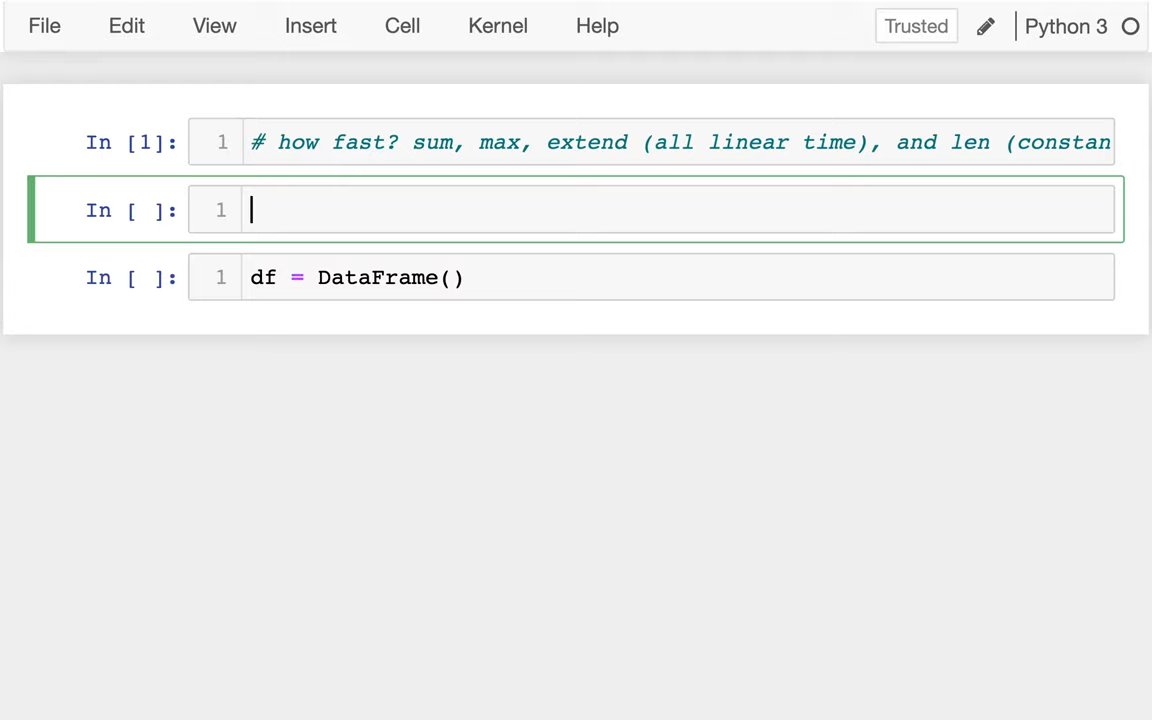 File Edit View Insert Cell Kernel Help Trusted Python 3
In [1]: 1 # how fast? sum, max, extend (all linear time), and len (constan
In [ ]: 1
In [ ]: 1 df = DataFrame()